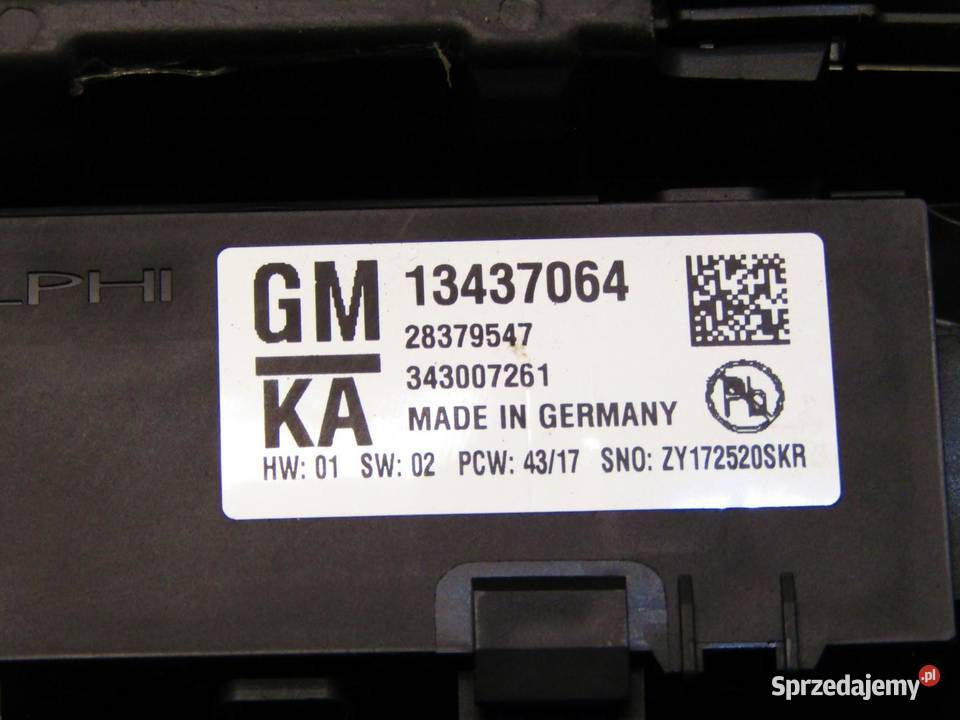 LPHI
GM 13437064
28379547
KA 343007261
MADE IN GERMANY
Pb
HW: 01 SW: 02 PCW: 43/17 SNO: ZY172520SKR
Sprzedajemy.pl